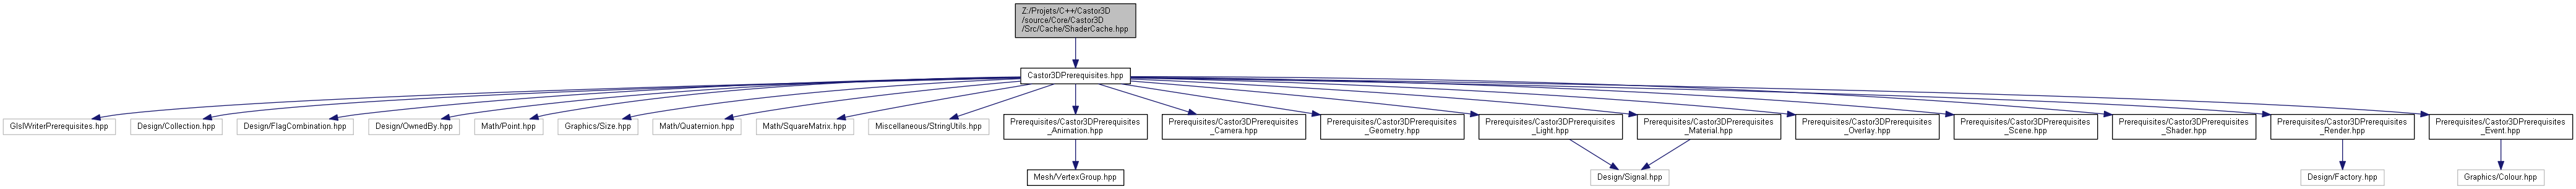 Z:/Projets/C++/Castor3D
/source/Core/Castor3D
/Src/Cache/ShaderCache.hpp
Castor3DPrerequisites.hpp
GlslWriterPrerequisites.hpp
Design/Collection.hpp
Design/FlagCombination.hpp
Design/OwnedBy.hpp
Math/Point.hpp
Graphics/Size.hpp
Math/Quaternion.hpp
Math/SquareMatrix.hpp
Miscellaneous/StringUtils.hpp
Prerequisites/Castor3DPrerequisites
_Animation.hpp
Prerequisites/Castor3DPrerequisites
_Camera.hpp
Prerequisites/Castor3DPrerequisites
_Geometry.hpp
Prerequisites/Castor3DPrerequisites
_Light.hpp
Prerequisites/Castor3DPrerequisites
_Material.hpp
Prerequisites/Castor3DPrerequisites
_Overlay.hpp
Prerequisites/Castor3DPrerequisites
_Scene.hpp
Prerequisites/Castor3DPrerequisites
_Shader.hpp
Prerequisites/Castor3DPrerequisites
_Render.hpp
Prerequisites/Castor3DPrerequisites
_Event.hpp
Mesh/VertexGroup.hpp
Design/Signal.hpp
Design/Factory.hpp
Graphics/Colour.hpp